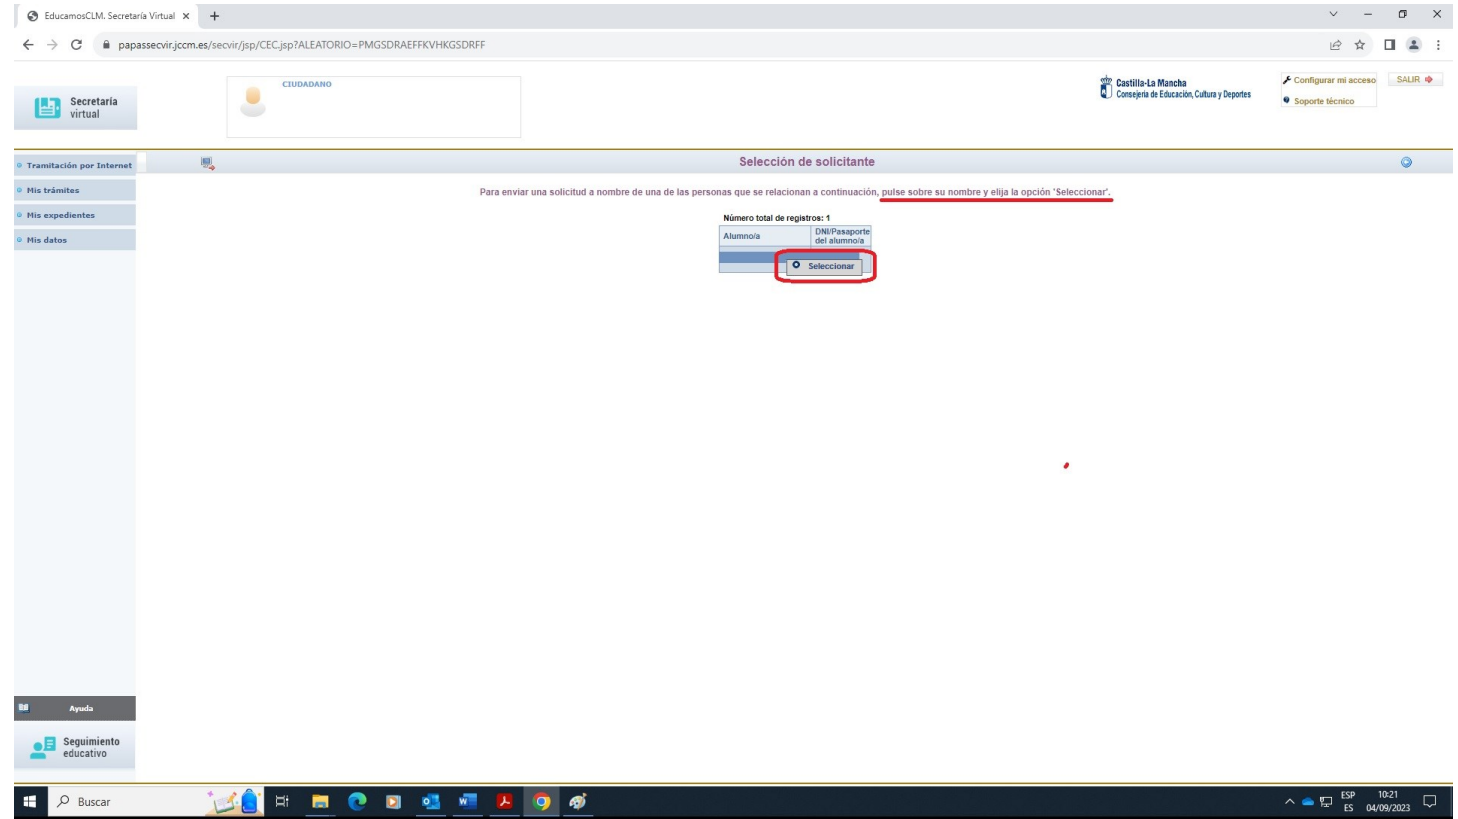 EducamosCLM. Secretaría Virtual
papassecvir.jccm.es/secvir/jsp/CEC.jsp?ALEATORIO=PMGSDRAEFFKVHKGSDRFF
Secretaría
virtual
CIUDADANO
Castilla-La Mancha
Consejería de Educación, Cultura y Deportes
Configurar mi acceso
SALIR
Soporte técnico
Tramitación por Internet
Selección de solicitante
Mis trámites
Para enviar una solicitud a nombre de una de las personas que se relacionan a continuación, pulse sobre su nombre y elija la opción 'Seleccionar'.
Mis expedientes
Número total de registros: 1
Mis datos
Alumno/a
DNI/Pasaporte
del alumno/a
Seleccionar
Ayuda
Seguimiento
educativo
Buscar
ESP
ES
10:21
04/09/2023